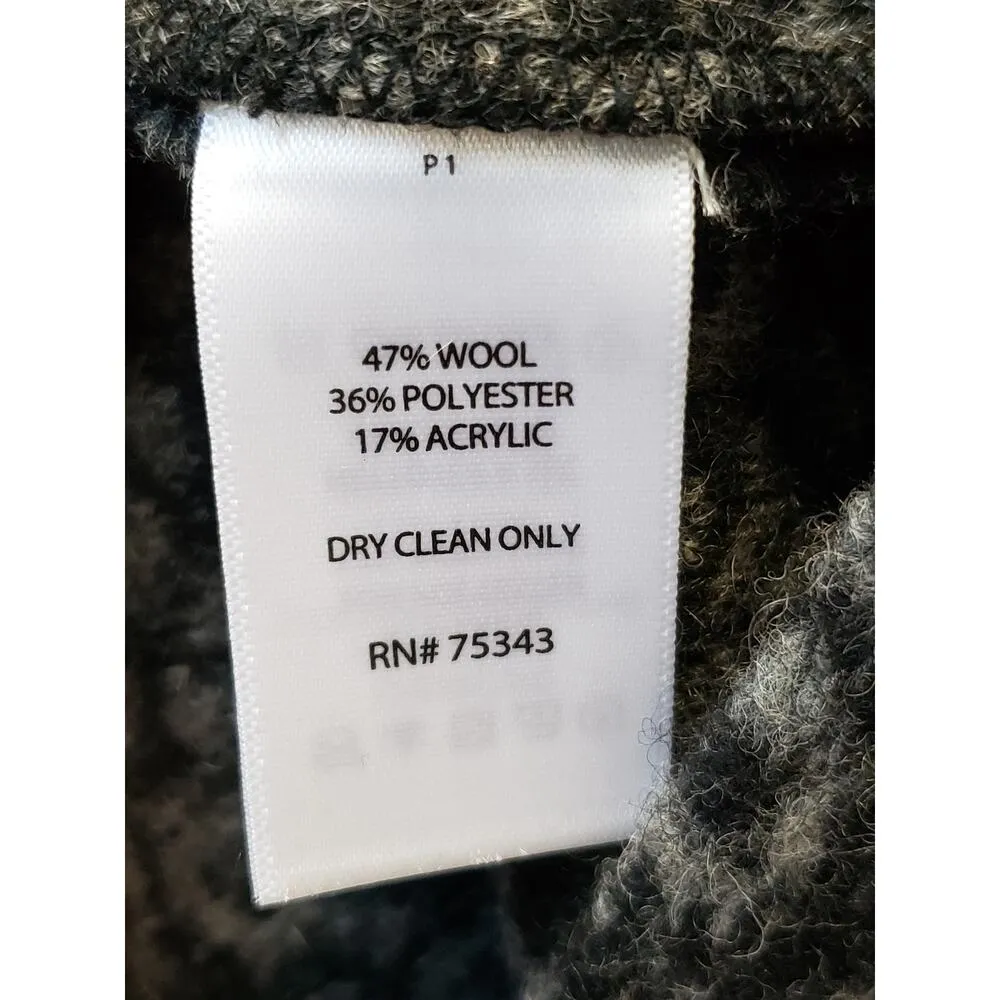 P1
47% WOOL
36% POLYESTER
17% ACRYLIC
DRY CLEAN ONLY
RN# 75343